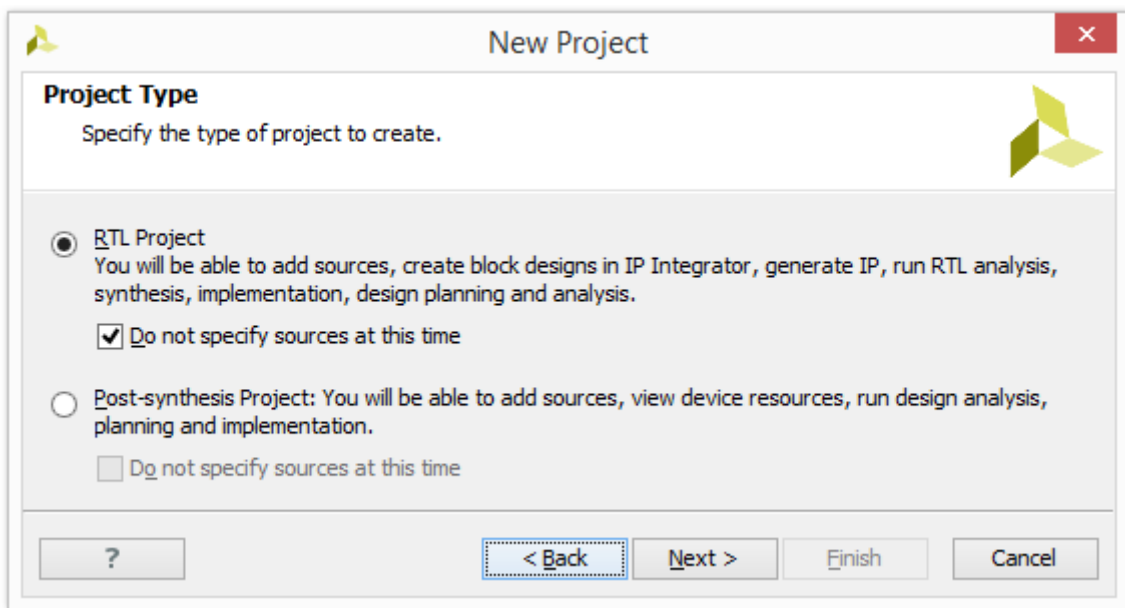 New Project
Project Type
Specify the type of project to create.
RTL Project
You will be able to add sources, create block designs in IP Integrator, generate IP, run RTL analysis,
synthesis, implementation, design planning and analysis.
Do not specify sources at this time
Post-synthesis Project: You will be able to add sources, view device resources, run design analysis,
planning and implementation.
Do not specify sources at this time
? < Back Next > Finish Cancel